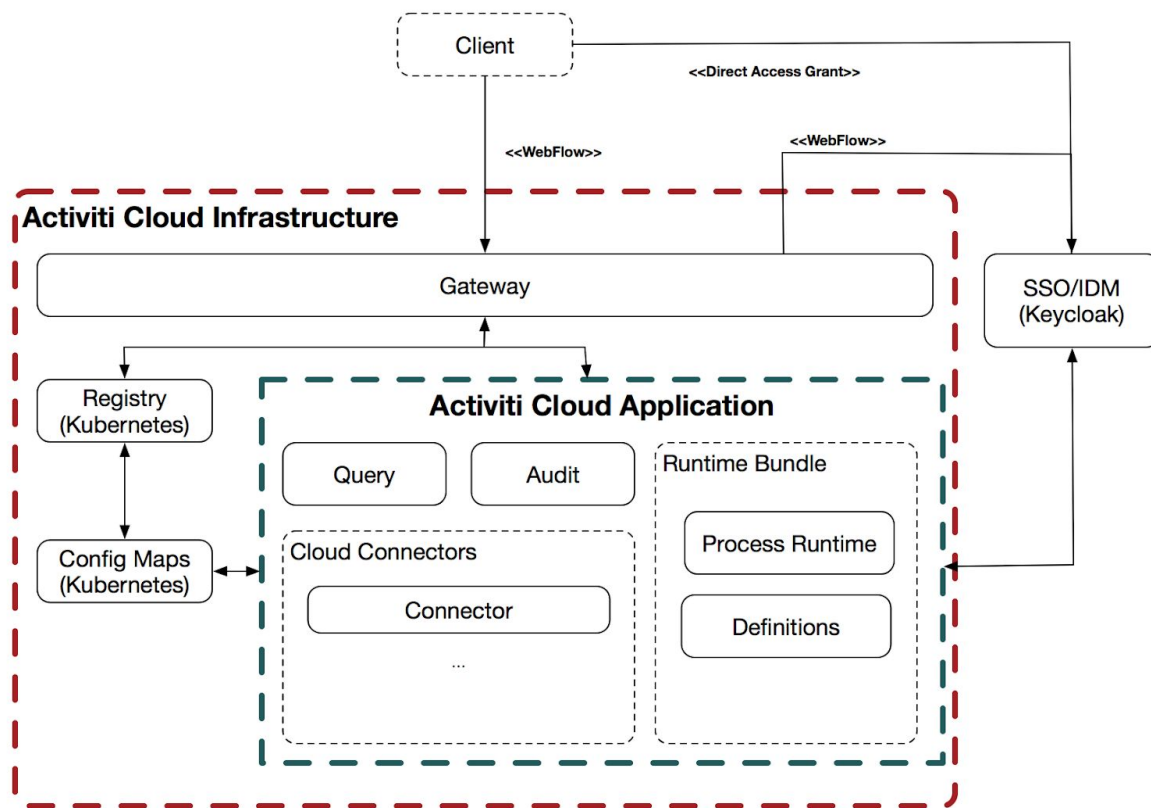 Client
<<Direct Access Grant>>
<<WebFlow>>
<<WebFlow>>
Activiti Cloud Infrastructure
Gateway
SSO/IDM
(Keycloak)
Registry
(Kubernetes)
Activiti Cloud Application
Query
Audit
Runtime Bundle
Process Runtime
Config Maps
(Kubernetes)
Cloud Connectors
Connector
...
Definitions